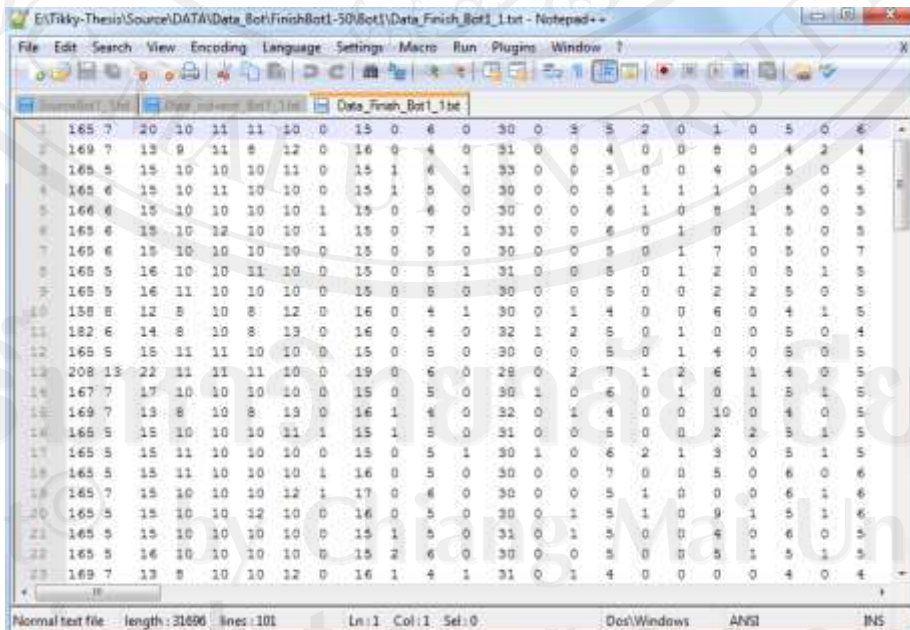 E:\Tikky-Thesis\Source\DATA\Data_Bot\FinishBot1-50\Bot1\Data_Finish_Bot1_1.txt - Notepad++
File Edit Search View Encoding Language Settings Macro Run Plugins Window ? X
Data_Finish_Bot1_1.txt
1 165 7 20 10 11 11 10 0 15 0 6 0 30 0 3 5 2 0 1 0 5 0 6
2 169 7 13 9 11 8 12 0 16 0 4 0 31 0 0 4 0 0 8 0 4 2 4
3 165 5 15 10 10 10 11 0 15 1 6 1 33 0 0 5 0 0 4 0 5 0 5
4 165 6 15 10 11 10 10 0 15 1 5 0 30 0 0 5 1 1 1 0 5 0 5
5 166 6 15 10 10 10 10 1 15 0 6 0 30 0 0 6 1 0 8 1 5 0 5
6 165 6 15 10 12 10 10 1 15 0 7 1 31 0 0 6 0 1 0 1 5 0 5
7 165 6 15 10 10 10 10 0 15 0 5 0 30 0 0 5 0 1 7 0 5 0 7
8 165 5 16 10 10 11 10 0 15 0 5 1 31 0 0 5 0 1 2 0 5 1 5
9 165 5 16 11 10 10 10 0 15 0 5 0 30 0 0 5 0 0 2 2 5 0 5
10 158 8 12 8 10 8 12 0 16 0 4 1 30 0 1 4 0 0 6 0 4 1 5
11 182 6 14 8 10 8 13 0 16 0 4 0 32 1 2 5 0 1 0 0 5 0 4
12 165 5 15 11 11 10 10 0 15 0 5 0 30 0 0 5 0 1 4 0 5 0 5
13 208 13 22 11 11 11 10 0 19 0 6 0 28 0 2 7 1 2 6 1 4 0 5
14 167 7 17 10 10 10 10 0 15 0 5 0 30 1 0 6 0 1 0 1 5 1 5
15 169 7 13 8 10 8 13 0 16 1 4 0 32 0 1 4 0 0 10 0 4 0 5
16 165 5 15 10 10 10 11 1 15 1 5 0 31 0 0 5 0 0 2 2 5 1 5
17 165 5 15 11 10 10 10 0 15 0 5 1 30 1 0 6 2 1 3 0 5 1 5
18 165 5 15 11 10 10 10 1 16 0 5 0 30 0 0 7 0 0 5 0 6 0 6
19 165 7 15 10 10 10 12 1 17 0 6 0 30 0 0 5 1 0 0 0 6 1 6
20 165 5 15 10 10 12 10 0 16 0 5 0 30 0 1 5 1 0 9 1 5 1 6
21 165 5 15 10 10 10 10 0 15 1 5 0 31 0 1 5 0 0 4 0 6 0 5
22 165 5 16 10 10 10 10 0 15 2 6 0 30 0 0 5 0 0 5 1 5 1 5
23 169 7 13 8 10 10 12 0 16 1 4 1 31 0 1 4 0 0 0 0 4 0 4
Normal text file length : 31696 lines : 101 Ln : 1 Col : 1 Sel : 0 Dos\Windows ANSI INS
by Chiang Mai Un